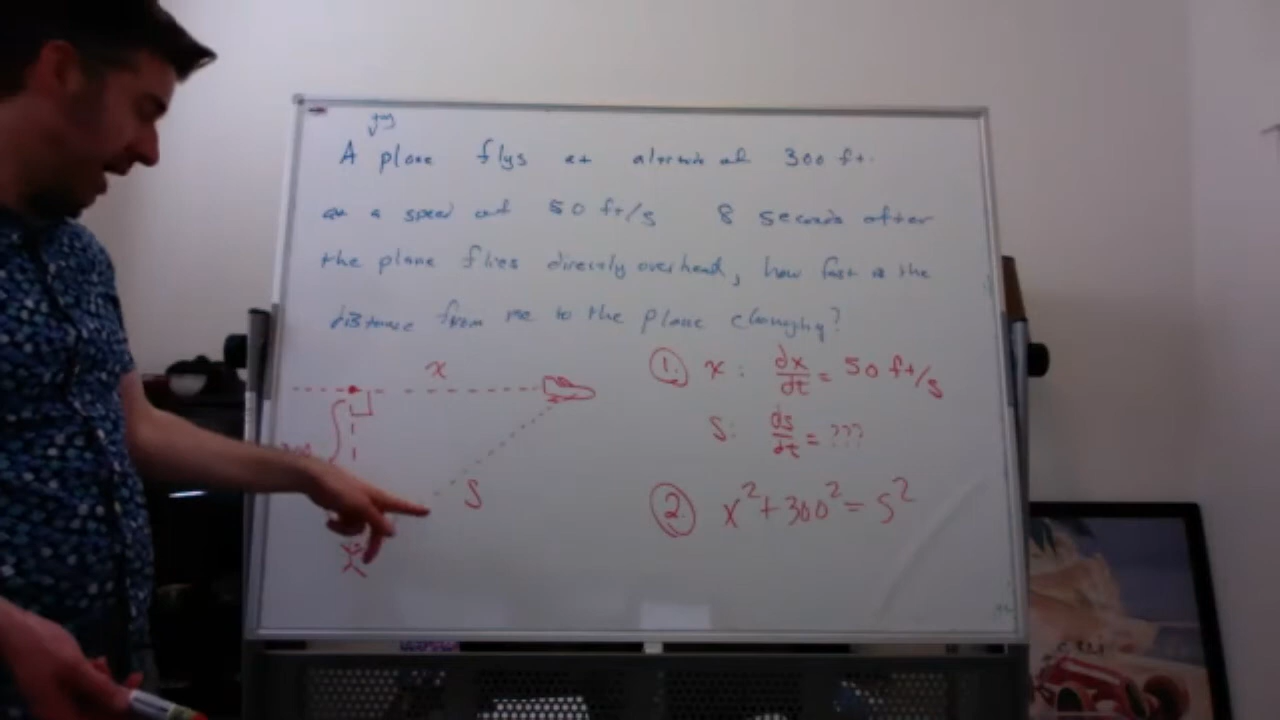 toy
A plane flys at altitude of 300 ft.
at a speed of 50 ft/s 8 seconds after
the plane flies directly overhead, how fast is the
distance from me to the plane changing?
x
S
① x: dx/dt = 50 ft/s
S: ds/dt = ???
② x²+300²=s²